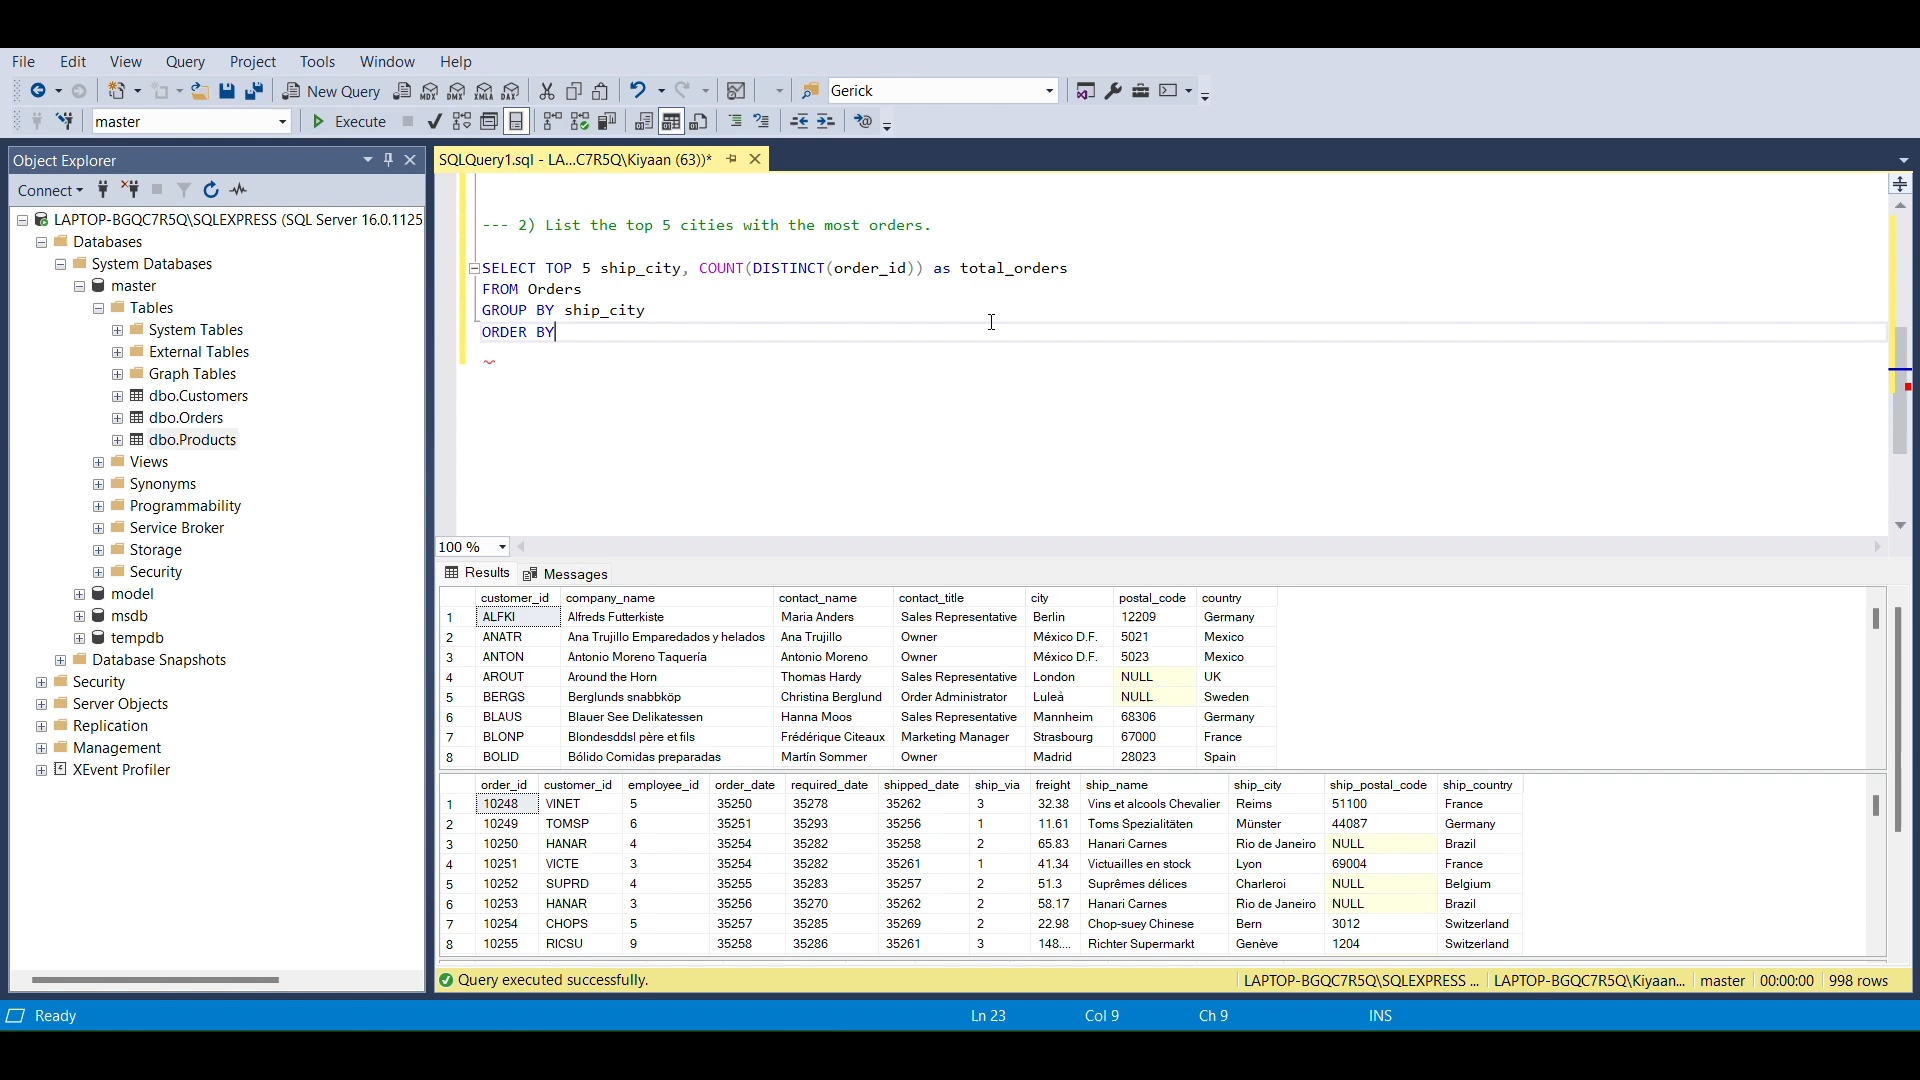 File Edit View Query Project Tools Window Help
New Query MDX DMX XMLA DAX Gerick
master Execute
Object Explorer
SQLQuery1.sql - LA...C7R5Q\Kiyaan (63))*
Connect
LAPTOP-BGQC7R5Q\SQLEXPRESS (SQL Server 16.0.1125
Databases
System Databases
master
Tables
System Tables
External Tables
Graph Tables
dbo.Customers
dbo.Orders
dbo.Products
Views
Synonyms
Programmability
Service Broker
Storage
Security
model
msdb
tempdb
Database Snapshots
Security
Server Objects
Replication
Management
XEvent Profiler
--- 2) List the top 5 cities with the most orders.
SELECT TOP 5 ship_city, COUNT(DISTINCT(order_id)) as total_orders
FROM Orders
GROUP BY ship_city
ORDER BY
100 %
Results Messages
customer_id company_name contact_name contact_title city postal_code country
1 ALFKI Alfreds Futterkiste Maria Anders Sales Representative Berlin 12209 Germany
2 ANATR Ana Trujillo Emparedados y helados Ana Trujillo Owner México D.F. 5021 Mexico
3 ANTON Antonio Moreno Taquería Antonio Moreno Owner México D.F. 5023 Mexico
4 AROUT Around the Horn Thomas Hardy Sales Representative London NULL UK
5 BERGS Berglunds snabbköp Christina Berglund Order Administrator Luleå NULL Sweden
6 BLAUS Blauer See Delikatessen Hanna Moos Sales Representative Mannheim 68306 Germany
7 BLONP Blondesddsl père et fils Frédérique Citeaux Marketing Manager Strasbourg 67000 France
8 BOLID Bólido Comidas preparadas Martín Sommer Owner Madrid 28023 Spain
order_id customer_id employee_id order_date required_date shipped_date ship_via freight ship_name ship_city ship_postal_code ship_country
1 10248 VINET 5 35250 35278 35262 3 32.38 Vins et alcools Chevalier Reims 51100 France
2 10249 TOMSP 6 35251 35293 35256 1 11.61 Toms Spezialitäten Münster 44087 Germany
3 10250 HANAR 4 35254 35282 35258 2 65.83 Hanari Carnes Rio de Janeiro NULL Brazil
4 10251 VICTE 3 35254 35282 35261 1 41.34 Victuailles en stock Lyon 69004 France
5 10252 SUPRD 4 35255 35283 35257 2 51.3 Suprêmes délices Charleroi NULL Belgium
6 10253 HANAR 3 35256 35270 35262 2 58.17 Hanari Carnes Rio de Janeiro NULL Brazil
7 10254 CHOPS 5 35257 35285 35269 2 22.98 Chop-suey Chinese Bern 3012 Switzerland
8 10255 RICSU 9 35258 35286 35261 3 148.... Richter Supermarkt Genève 1204 Switzerland
Query executed successfully. LAPTOP-BGQC7R5Q\SQLEXPRESS ... LAPTOP-BGQC7R5Q\Kiyaan... master 00:00:00 998 rows
Ready Ln 23 Col 9 Ch 9 INS